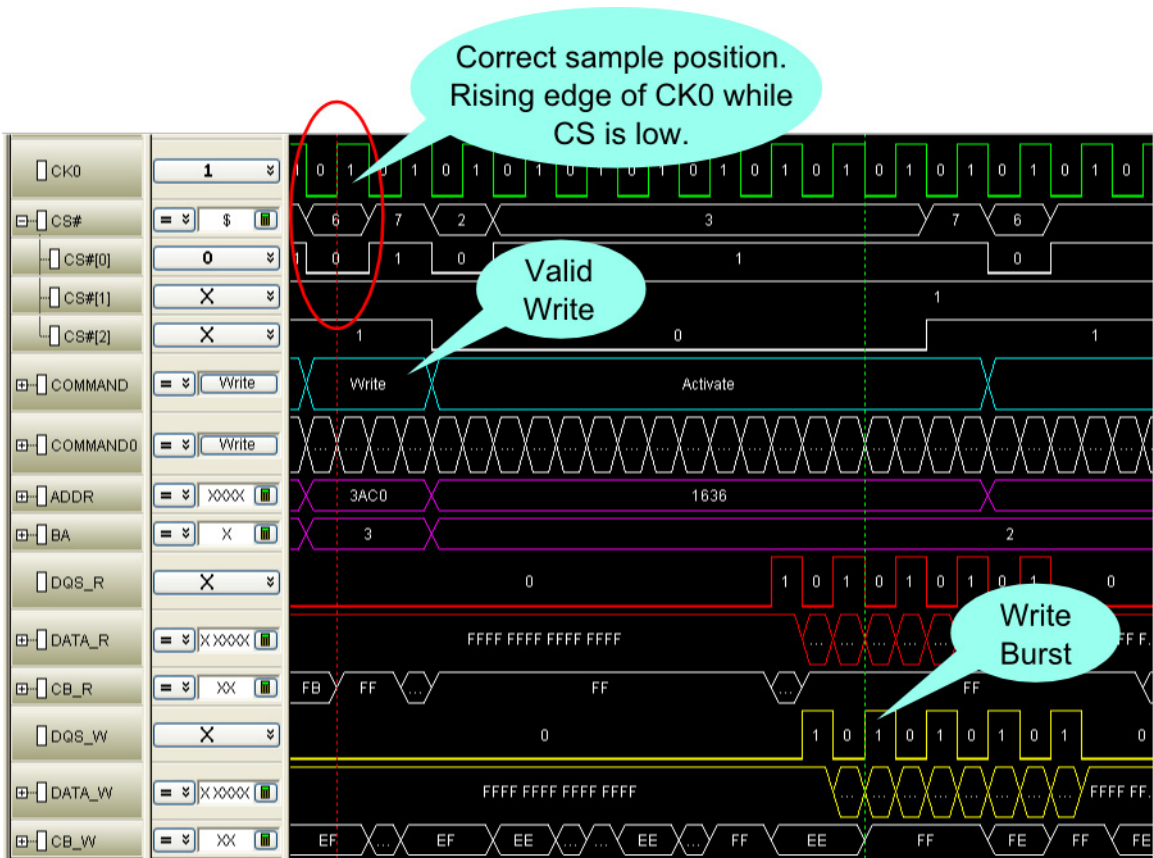 Correct sample position.
Rising edge of CK0 while
CS is low.
CK0 1 1 0 1 0 1 0 1 0 1 0 1 0 1 0 1 0 1 0 1 0 1 0 1 0 1 0
CS# = $ 6 7 2 3 7 6
CS#[0] 0 1 0 1 0 1 0
Valid
Write
CS#[1] X 1
CS#[2] X 1 0 1
COMMAND = Write Write Activate
COMMAND0 = Write ... ... ... ... ... ... ... ... ... ... ... ... ... ... ... ... ... ... ... ... ... ... ... ... ...
ADDR = XXXX 3AC0 1636
BA = X 3 2
DQS_R X 0 1 0 1 0 1 0 1 0 1 0
Write
Burst
DATA_R = XXXXX FFFF FFFF FFFF FFFF ... ... ... ... FF F...
CB_R = XX FB FF ... FF ... FF
DQS_W X 0 1 0 1 0 1 0 1 0 1 0
DATA_W = XXXXX FFFF FFFF FFFF FFFF ... ... ... ... ... ... ... ... FFFF FF...
CB_W = XX EF ... EF EE ... ... EE ... FF EE FF FE FF FE